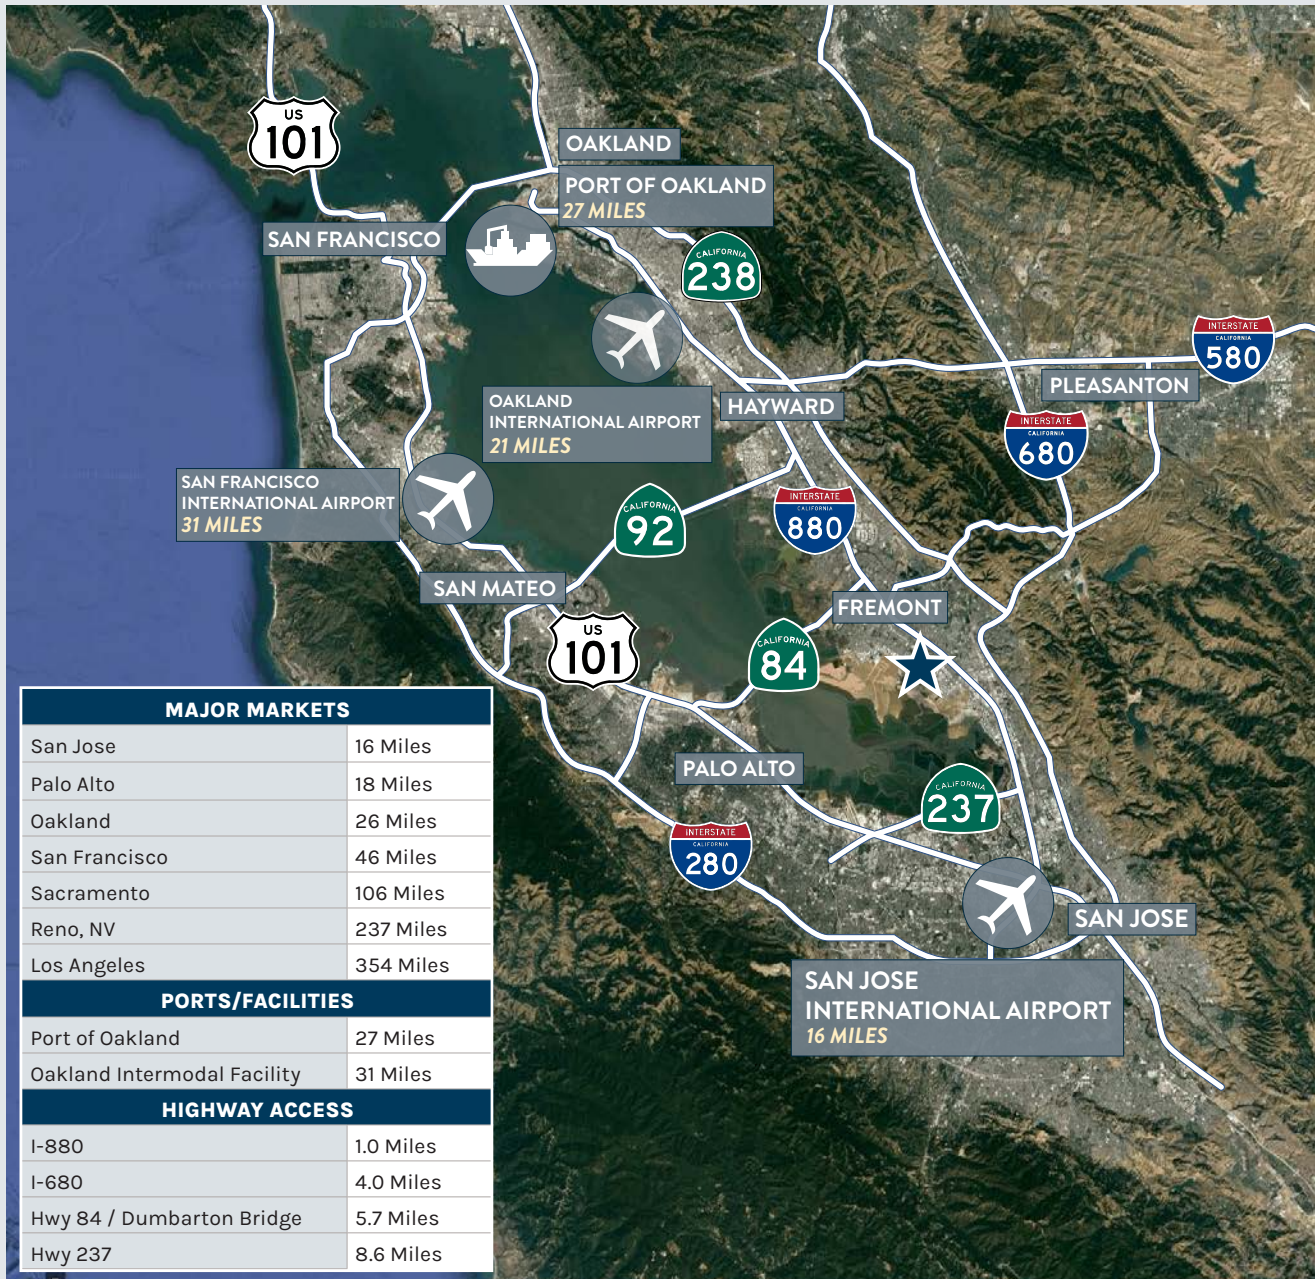 US
101
OAKLAND
PORT OF OAKLAND
27 MILES
SAN FRANCISCO
CALIFORNIA
238
INTERSTATE
CALIFORNIA
580
PLEASANTON
OAKLAND
INTERNATIONAL AIRPORT
21 MILES
HAYWARD
INTERSTATE
CALIFORNIA
680
SAN FRANCISCO
INTERNATIONAL AIRPORT
31 MILES
CALIFORNIA
92
INTERSTATE
CALIFORNIA
880
SAN MATEO
FREMONT
US
101
CALIFORNIA
84
PALO ALTO
CALIFORNIA
237
INTERSTATE
CALIFORNIA
280
SAN JOSE
SAN JOSE
INTERNATIONAL AIRPORT
16 MILES
MAJOR MARKETS
San Jose 16 Miles
Palo Alto 18 Miles
Oakland 26 Miles
San Francisco 46 Miles
Sacramento 106 Miles
Reno, NV 237 Miles
Los Angeles 354 Miles
PORTS/FACILITIES
Port of Oakland 27 Miles
Oakland Intermodal Facility 31 Miles
HIGHWAY ACCESS
I-880 1.0 Miles
I-680 4.0 Miles
Hwy 84 / Dumbarton Bridge 5.7 Miles
Hwy 237 8.6 Miles